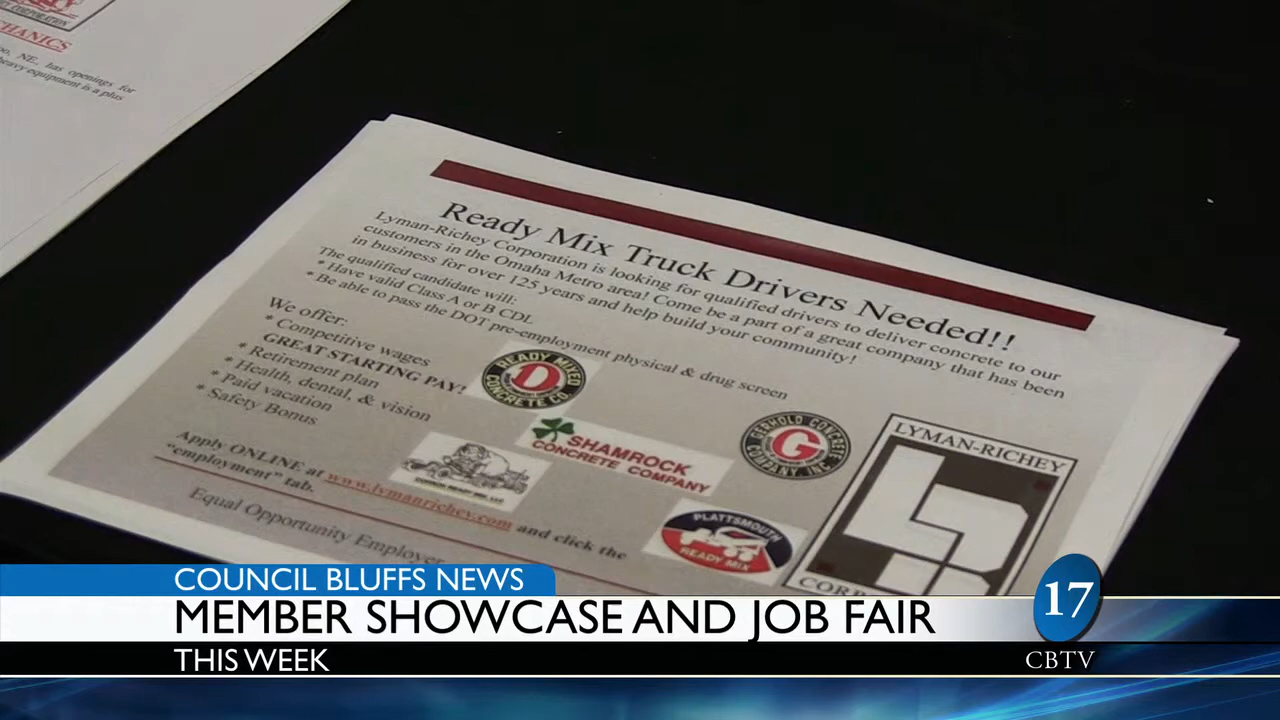 CORPORATION
HANICS
oo, NE, has openings for
heavy equipment is a plus
Ready Mix Truck Drivers Needed!!
Lyman-Richey Corporation is looking for qualified drivers to deliver concrete to our
customers in the Omaha Metro area! Come be a part of a great company that has been
in business for over 125 years and help build your community!
The qualified candidate will:
* Have valid Class A or B CDL
* Be able to pass the DOT pre-employment physical & drug screen
We offer:
* Competitive wages
GREAT STARTING PAY!
* Retirement plan
* Health, dental, & vision
* Paid vacation
* Safety Bonus
READY MIXED
D
CONCRETE CO.
SHAMROCK
CONCRETE COMPANY
GERHOLD CONCRETE
G
COMPANY, INC
PLATTSMOUTH
READY MIX
LYMAN-RICHEY
CORP
Apply ONLINE at www.lymanrichey.com and click the
"employment" tab.
Equal Opportunity Employer
COUNCIL BLUFFS NEWS
MEMBER SHOWCASE AND JOB FAIR
THIS WEEK
17
CBTV